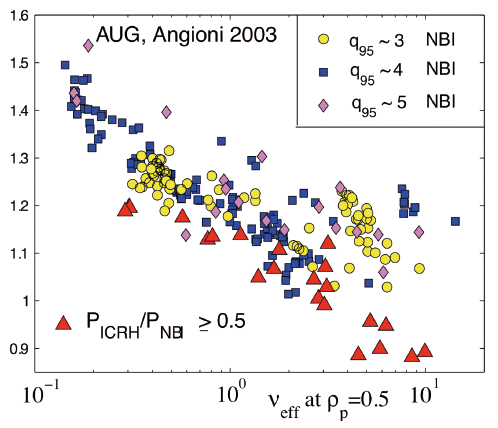 AUG, Angioni 2003
q95 ~ 3 NBI
q95 ~ 4 NBI
q95 ~ 5 NBI
PICRH/PNBI ≥ 0.5
1.6
1.5
1.4
1.3
1.2
1.1
1
0.9
10−1
100
101
νeff at ρp=0.5